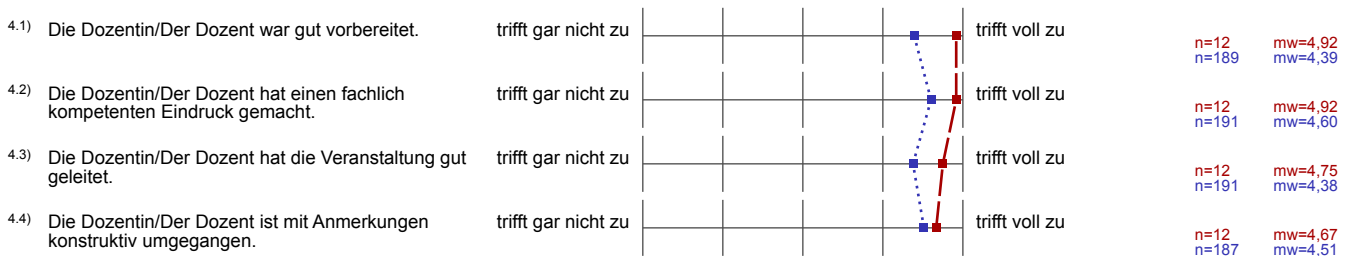 4.1) Die Dozentin/Der Dozent war gut vorbereitet. trifft gar nicht zu trifft voll zu
n=12 mw=4,92
n=189 mw=4,39
4.2) Die Dozentin/Der Dozent hat einen fachlich trifft gar nicht zu trifft voll zu
kompetenten Eindruck gemacht.
n=12 mw=4,92
n=191 mw=4,60
4.3) Die Dozentin/Der Dozent hat die Veranstaltung gut trifft gar nicht zu trifft voll zu
geleitet.
n=12 mw=4,75
n=191 mw=4,38
4.4) Die Dozentin/Der Dozent ist mit Anmerkungen trifft gar nicht zu trifft voll zu
konstruktiv umgegangen.
n=12 mw=4,67
n=187 mw=4,51